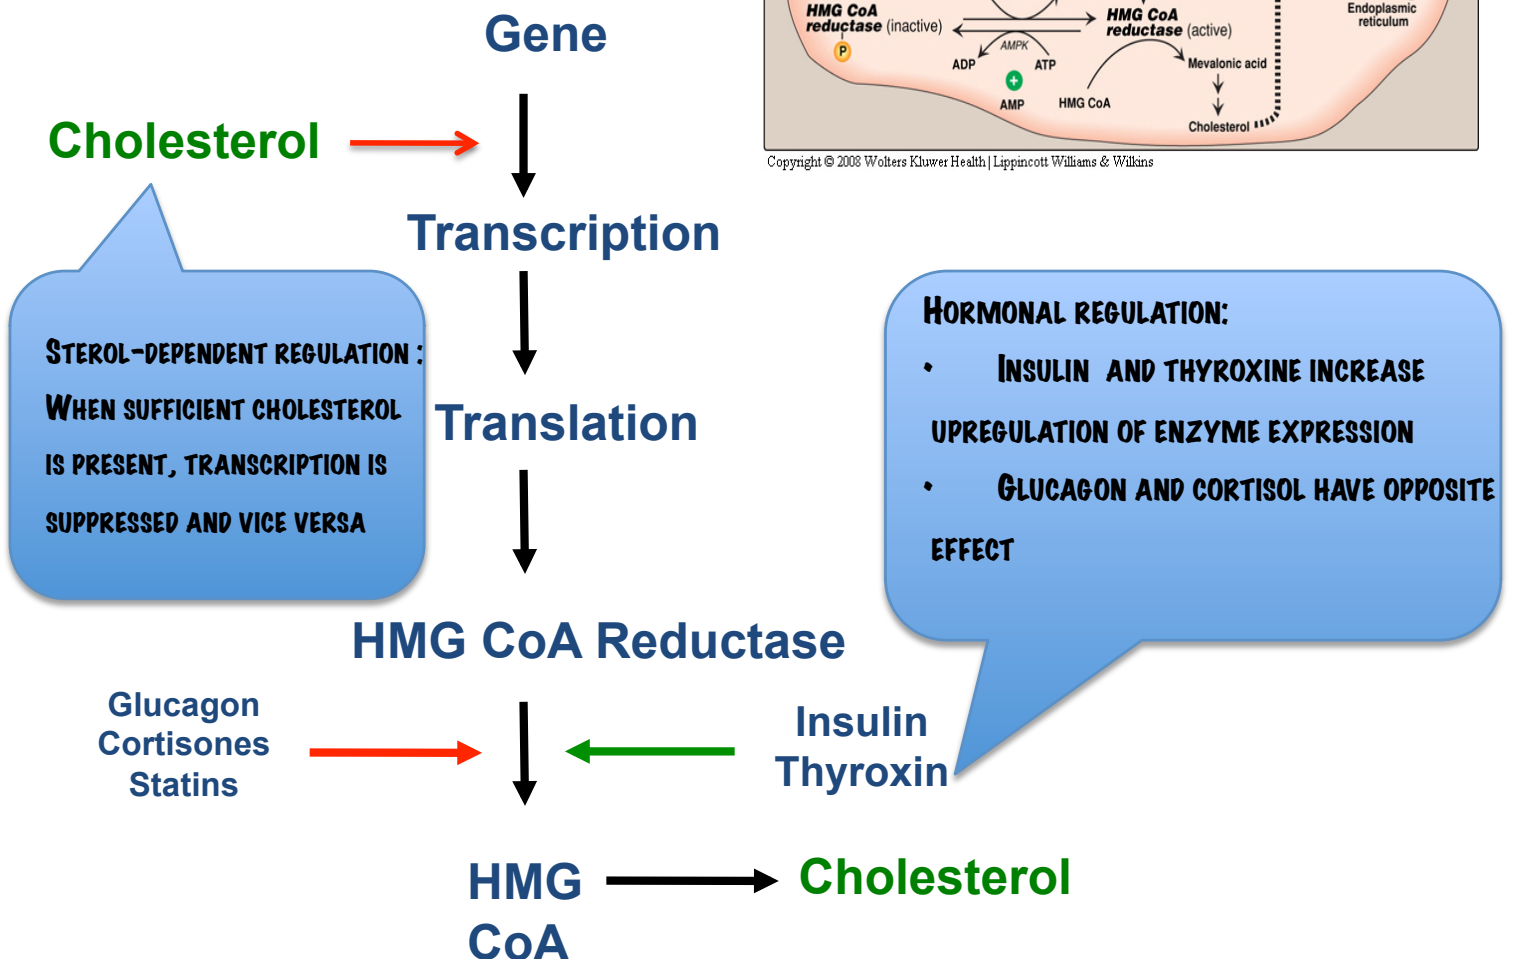 Gene
Cholesterol
Transcription
Translation
HMG CoA Reductase
Glucagon
Cortisones
Statins
Insulin
Thyroxin
HMG
CoA
Cholesterol
STEROL-DEPENDENT REGULATION :
WHEN SUFFICIENT CHOLESTEROL
IS PRESENT, TRANSCRIPTION IS
SUPPRESSED AND VICE VERSA
HORMONAL REGULATION:
• INSULIN AND THYROXINE INCREASE
UPREGULATION OF ENZYME EXPRESSION
• GLUCAGON AND CORTISOL HAVE OPPOSITE
EFFECT
HMG CoA
reductase (inactive)
P
HMG CoA
reductase (active)
Endoplasmic
reticulum
AMPK
ADP
ATP
+
AMP
HMG CoA
Mevalonic acid
Cholesterol
Copyright © 2008 Wolters Kluwer Health | Lippincott Williams & Wilkins